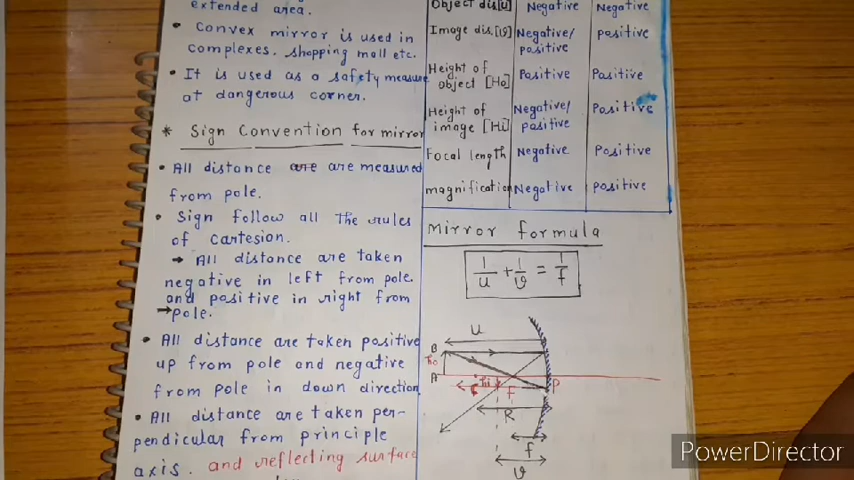 extended area.
• Convex mirror is used in
complexes. shopping mall etc.
• It is used as a safety measure
at dangerous corner.
* Sign Convention for mirror
• All distance are are measured
from pole.
• Sign follow all the rules
of cartesion.
→ All distance are taken
negative in left from pole.
and positive in right from
→ pole.
• All distance are taken positive
up from pole and negative
from pole in down direction
• All distance are taken per-
pendicular from principle
axis. and reflecting surface
Object dis[u] Negative Negative
Image dis.[v] Negative/ positive
positive
Height of Positive Positive
object [Ho]
Height of Negative/ Positive
image [Hi] positive
Focal length Negative Positive
magnification Negative positive
Mirror formula
1/u + 1/v = 1/f
u
B
ho
A hi P
f
R
f
v
PowerDirector